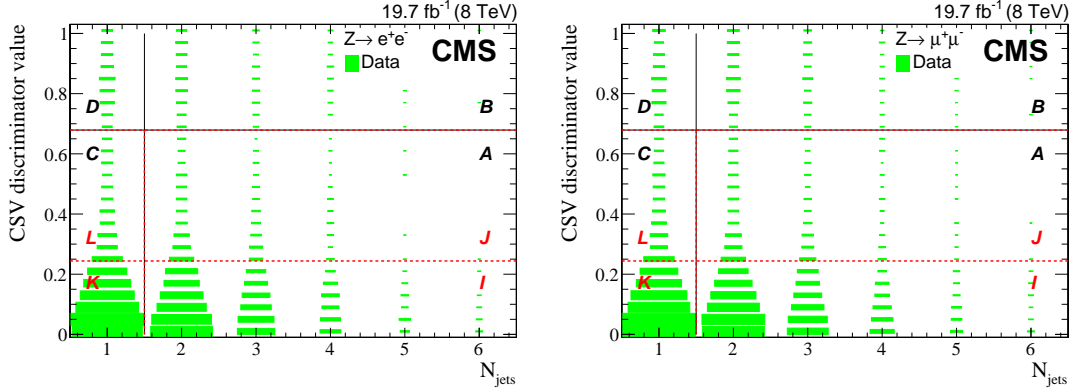 19.7 fb⁻¹ (8 TeV)
CSV discriminator value
1
0.8
0.6
0.4
0.2
0
Z→ e⁺e⁻
Data
CMS
D
B
C
A
L
J
K
I
1 2 3 4 5 6
N_jets
19.7 fb⁻¹ (8 TeV)
CSV discriminator value
1
0.8
0.6
0.4
0.2
0
Z→ μ⁺μ⁻
Data
CMS
D
B
C
A
L
J
K
I
1 2 3 4 5 6
N_jets